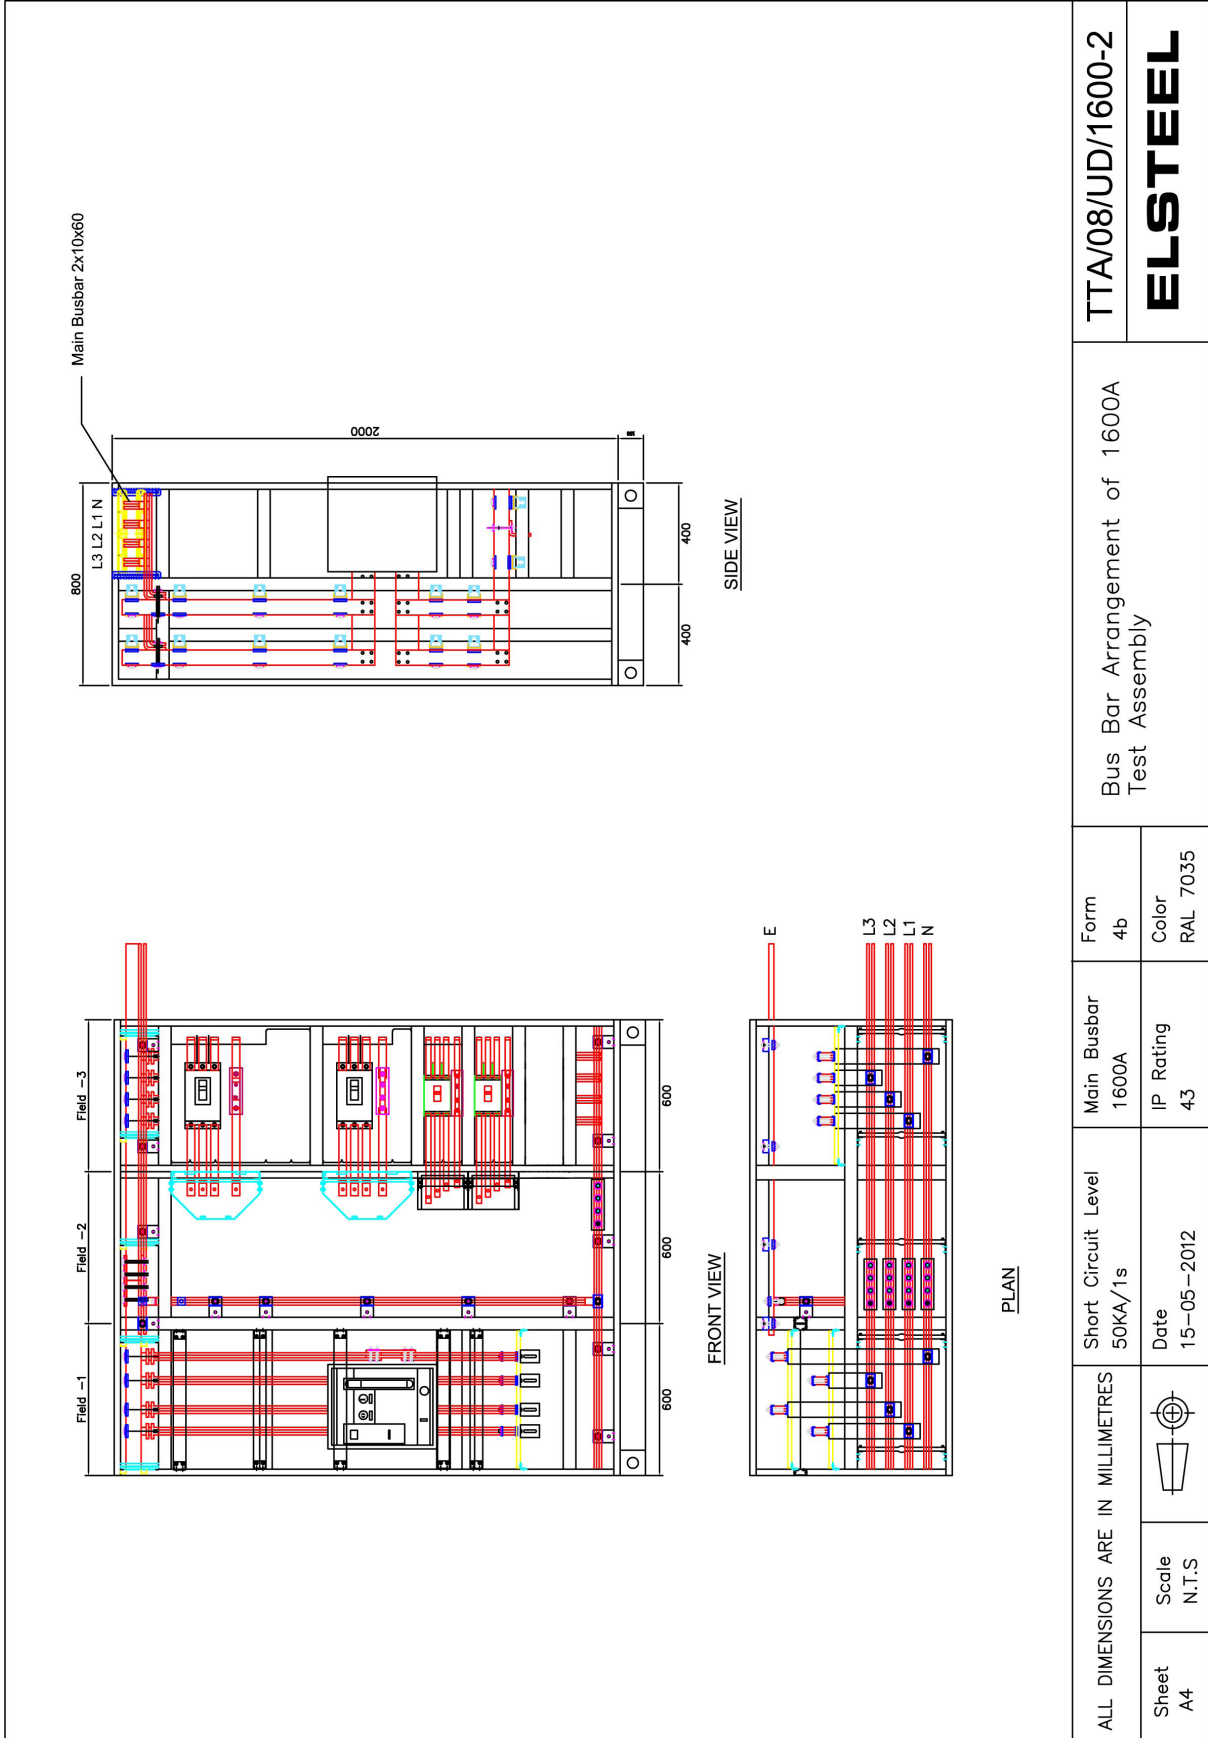 Main Busbar 2x10x60
L3 L2 L1 N
800
2000
400
400
SIDE VIEW
Field -1
Field -2
Field -3
600
600
600
FRONT VIEW
E
L3
L2
L1
N
PLAN
ALL DIMENSIONS ARE IN MILLIMETRES
Sheet
A4
Scale
N.T.S
Short Circuit Level
50KA/1s
Date
15-05-2012
Main Busbar
1600A
IP Rating
43
Form
4b
Color
RAL 7035
Bus Bar Arrangement of 1600A
Test Assembly
TTA/08/UD/1600-2
ELSTEEL